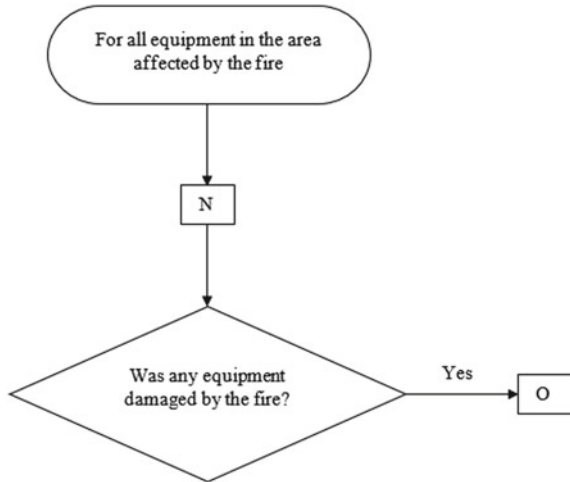 For all equipment in the area
affected by the fire
N
Was any equipment
damaged by the fire?
Yes
O